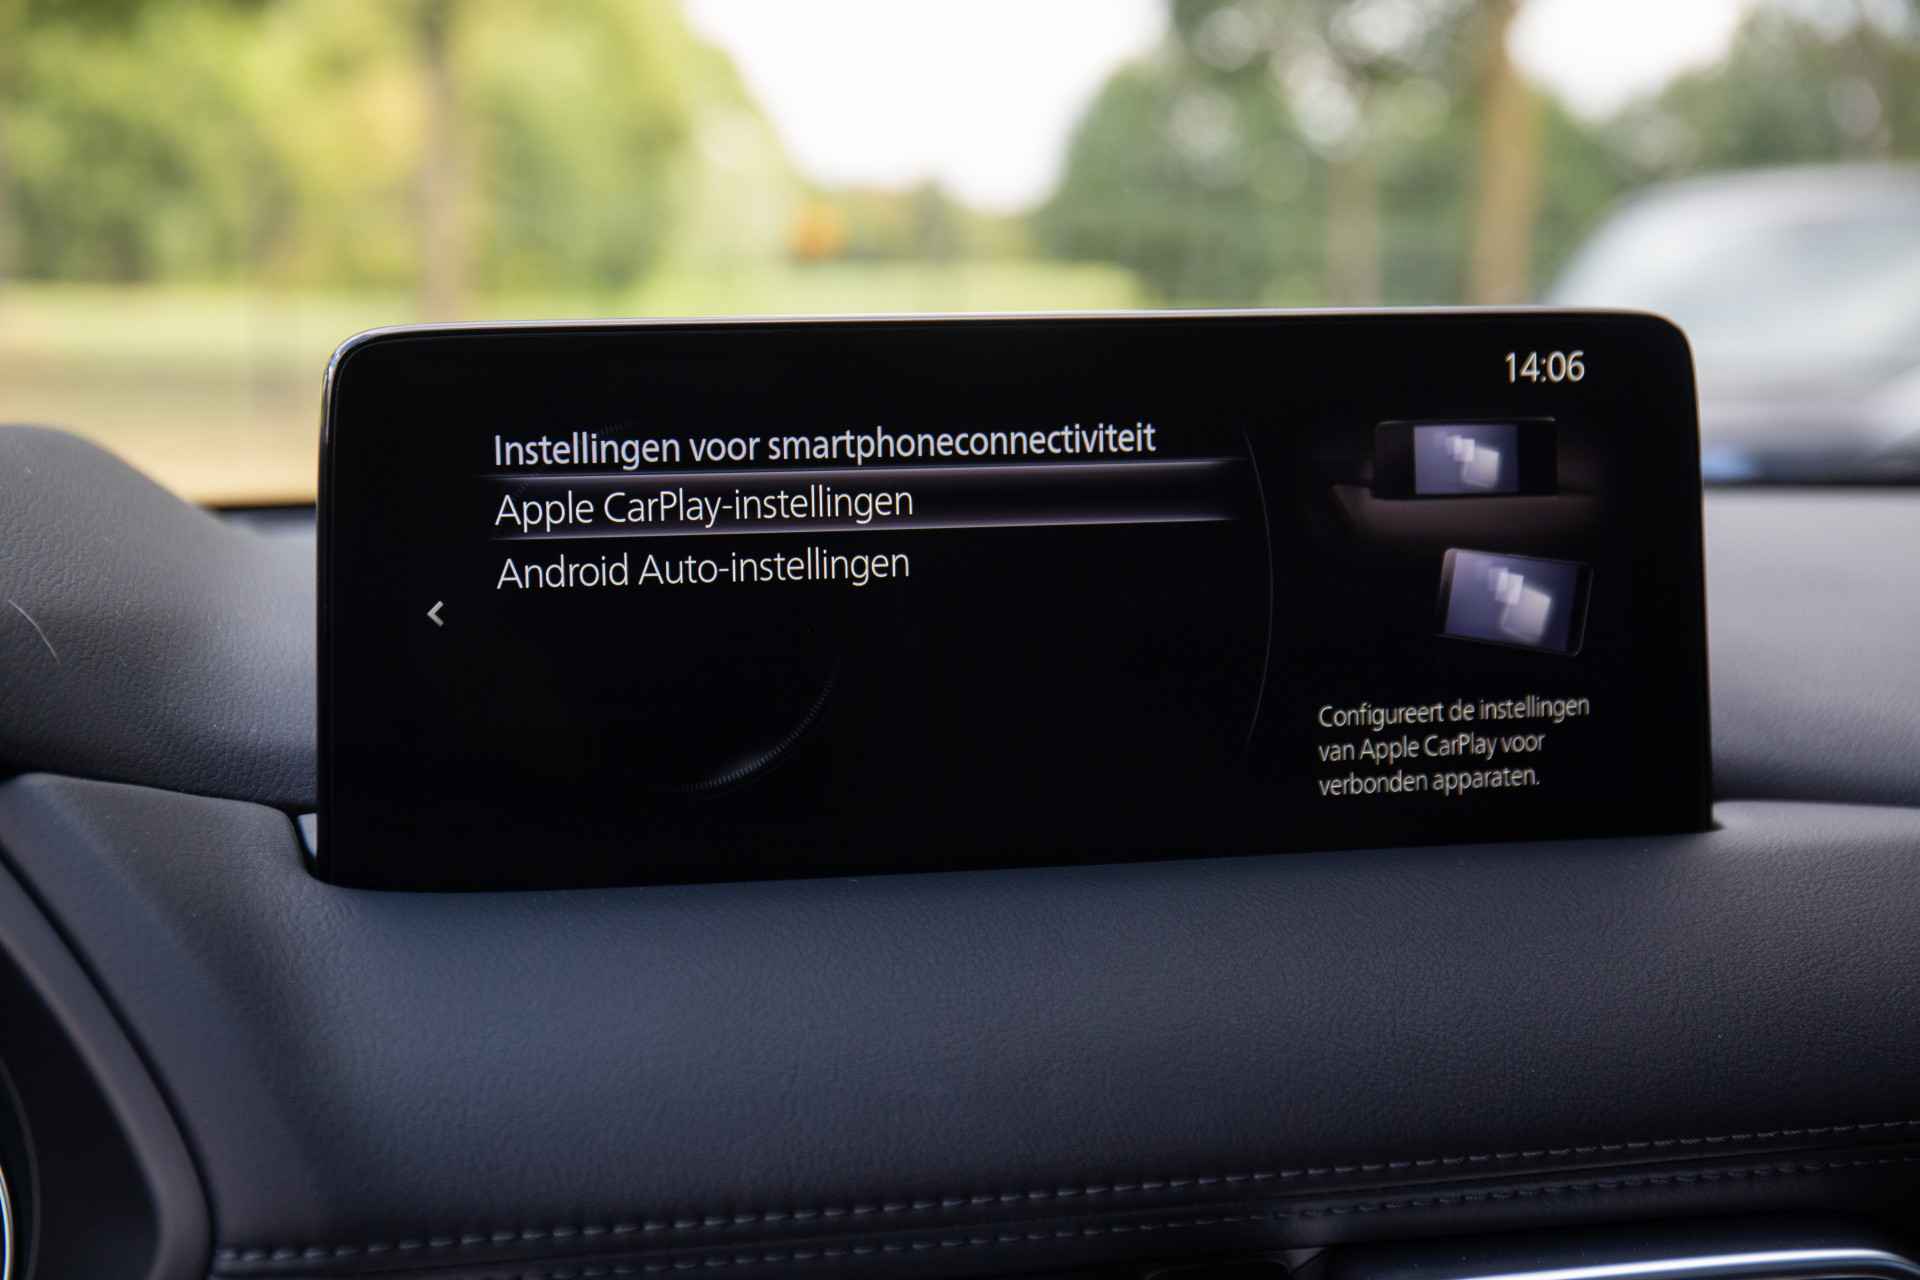 14:06
Instellingen voor smartphoneconnectiviteit
Apple CarPlay-instellingen
Android Auto-instellingen
Configureert de instellingen
van Apple CarPlay voor
verbonden apparaten.